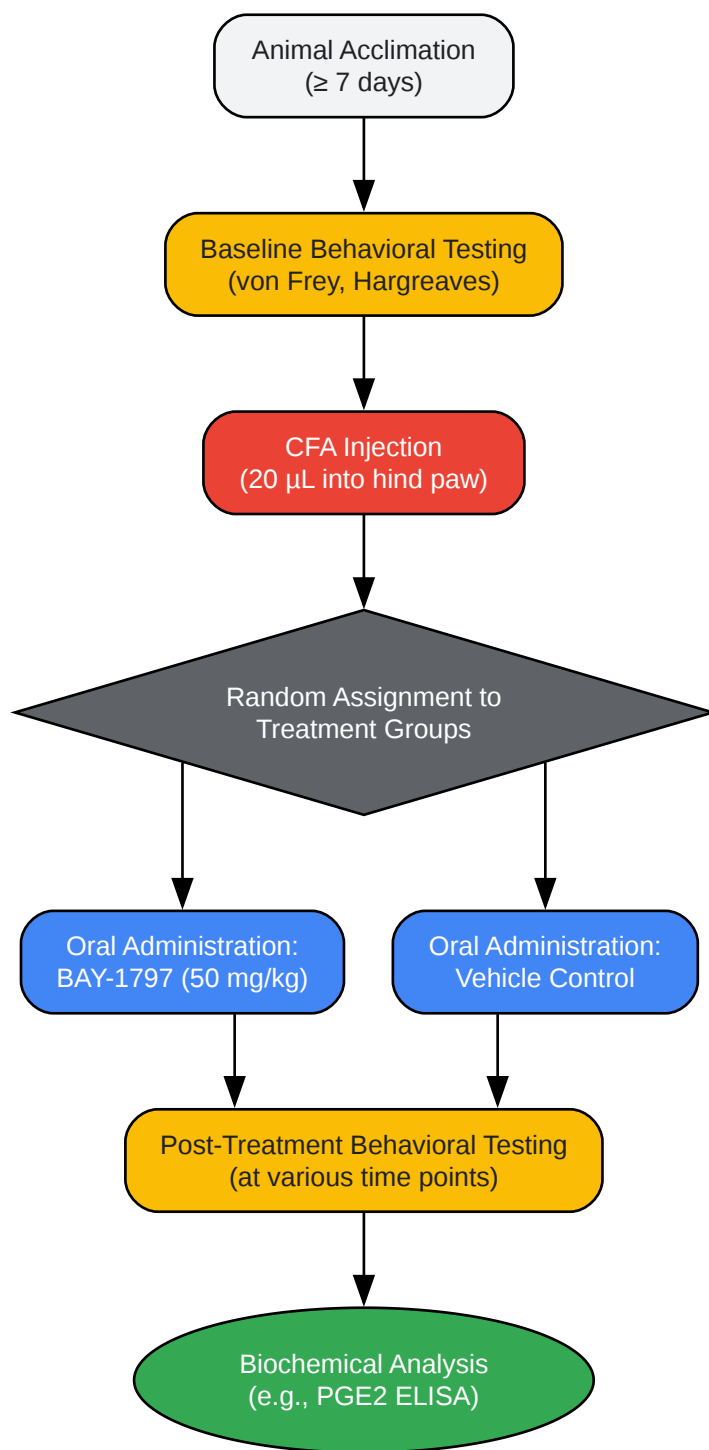 Animal Acclimation
(≥ 7 days)
Baseline Behavioral Testing
(von Frey, Hargreaves)
CFA Injection
(20 µL into hind paw)
Random Assignment to
Treatment Groups
Oral Administration:
BAY-1797 (50 mg/kg)
Oral Administration:
Vehicle Control
Post-Treatment Behavioral Testing
(at various time points)
Biochemical Analysis
(e.g., PGE2 ELISA)